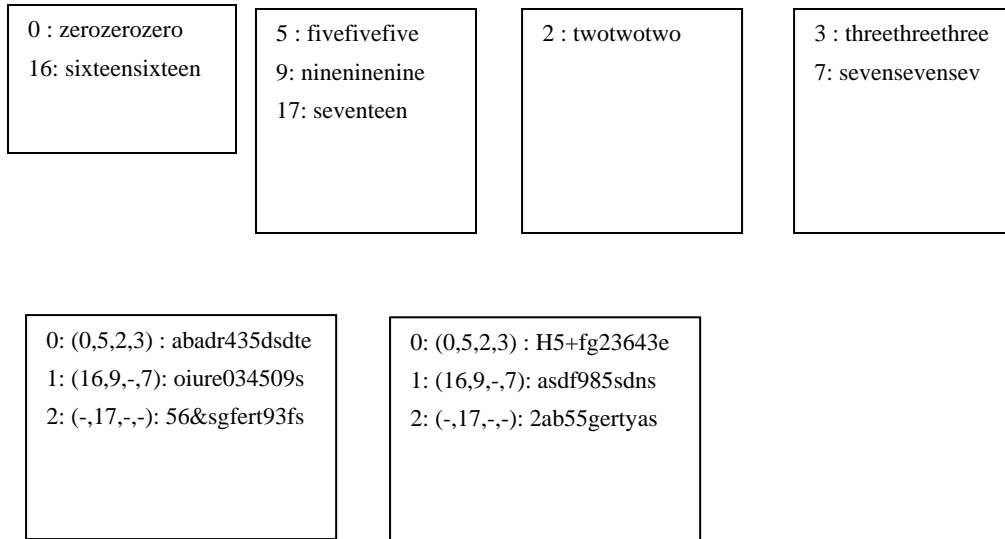 0 : zerozerozero
16: sixteensixteen
5 : fivefivefive
9: nineninenine
17: seventeen
2 : twotwotwo
3 : threethreethree
7: sevensevensev
0: (0,5,2,3) : abadr435dsdte
1: (16,9,-,7): oiure034509s
2: (-,17,-,-): 56&sgfert93fs
0: (0,5,2,3) : H5+fg23643e
1: (16,9,-,7): asdf985sdns
2: (-,17,-,-): 2ab55gertyas